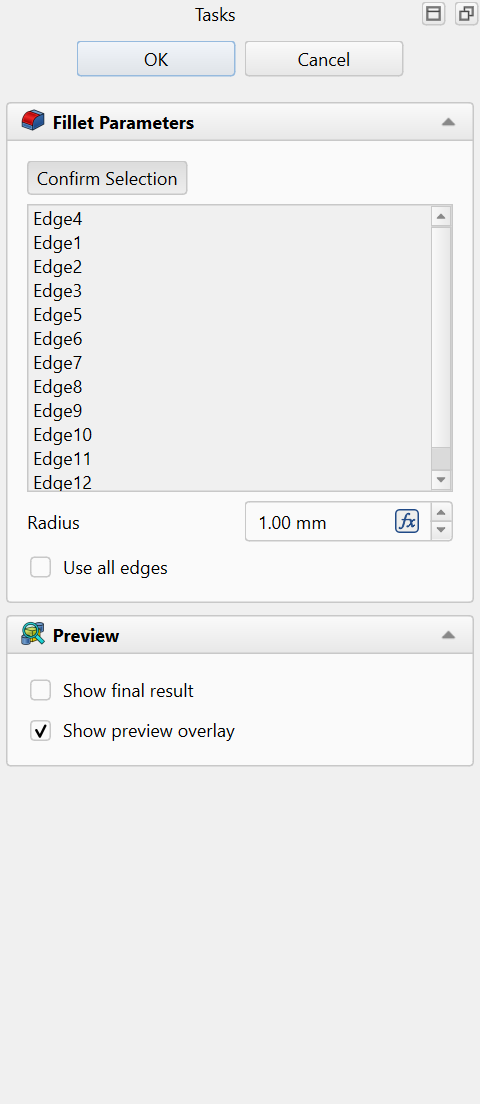 Tasks
OK Cancel
Fillet Parameters
Confirm Selection
Edge4
Edge1
Edge2
Edge3
Edge5
Edge6
Edge7
Edge8
Edge9
Edge10
Edge11
Edge12
Radius 1.00 mm fx
Use all edges
Preview
Show final result
Show preview overlay